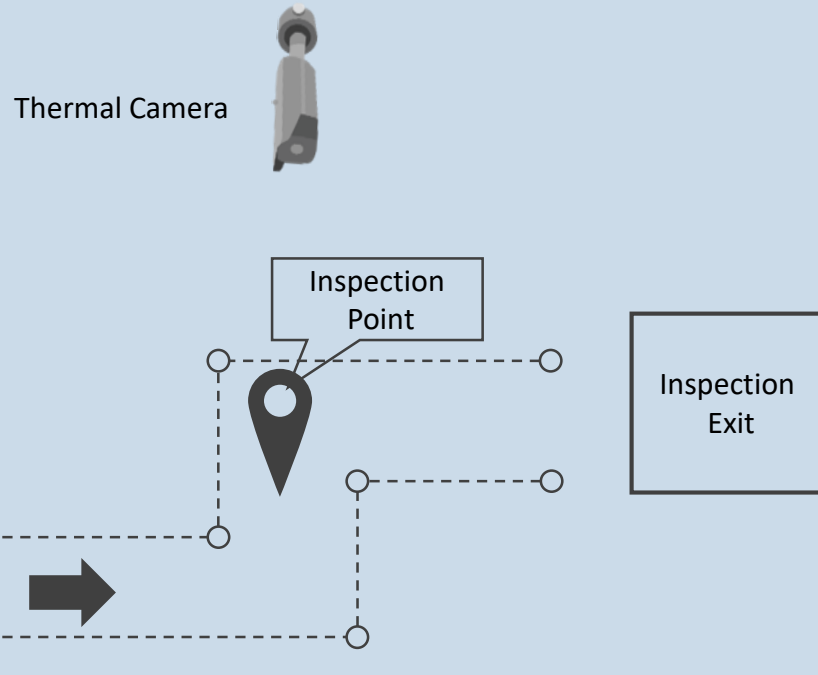 Thermal Camera
Inspection
Point
Inspection
Exit